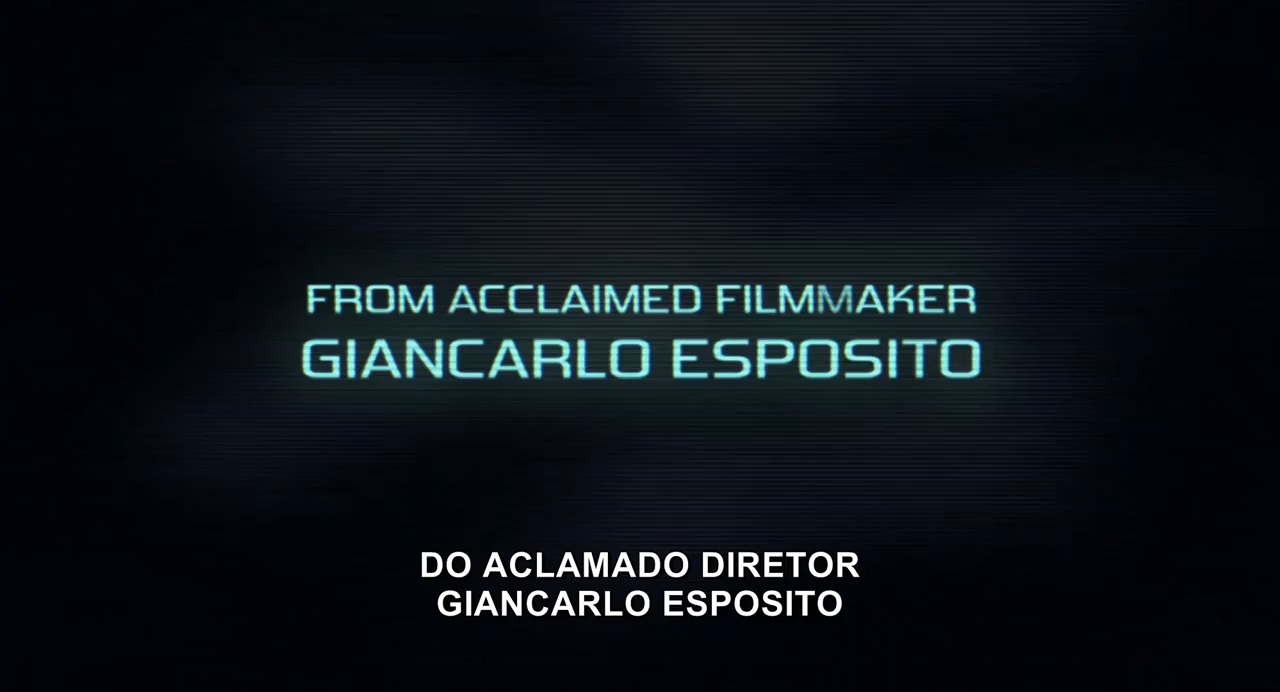 FROM ACCLAIMED FILMMAKER
GIANCARLO ESPOSITO
DO ACLAMADO DIRETOR
GIANCARLO ESPOSITO